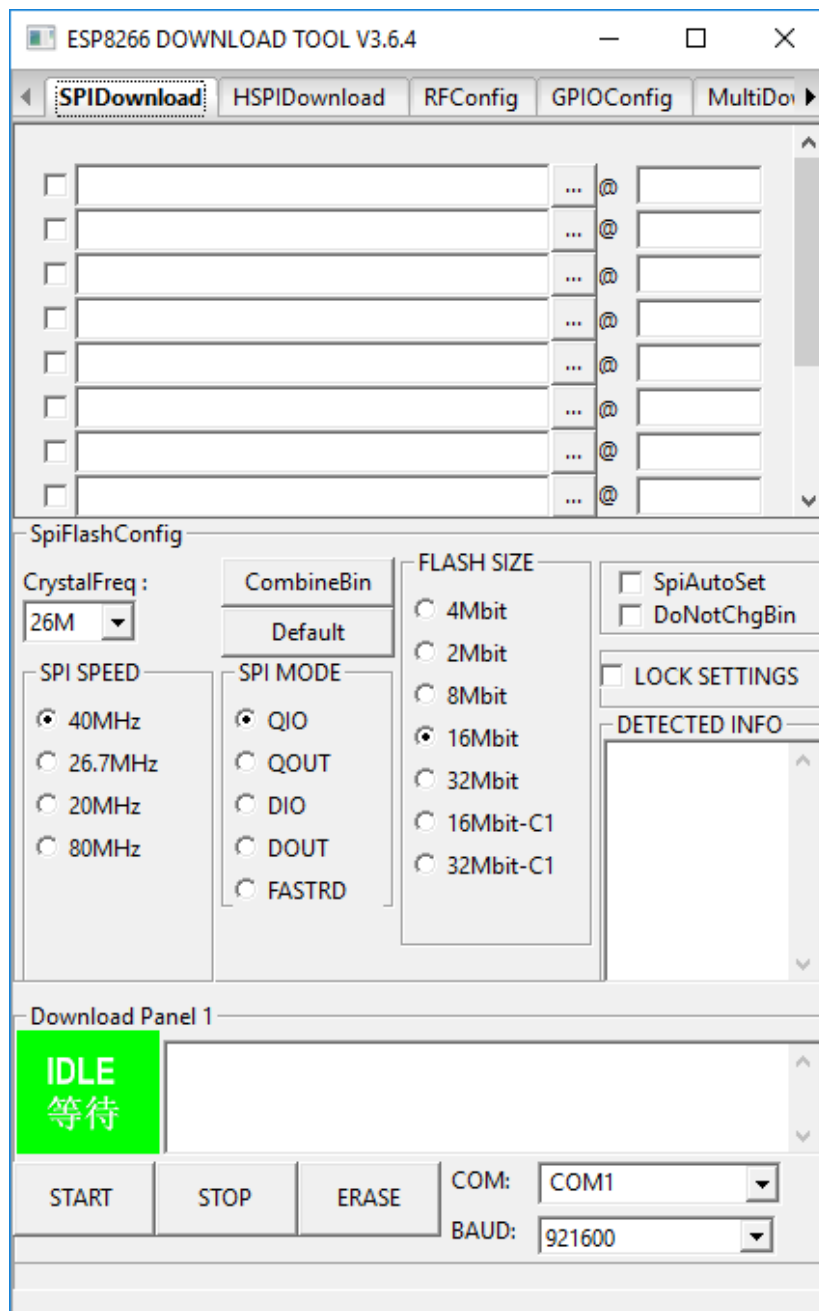 ESP8266 DOWNLOAD TOOL V3.6.4
SPIDownload HSPIDownload RFConfig GPIOConfig
... @
... @
... @
... @
... @
... @
... @
... @
SpiFlashConfig
CrystalFreq :
26M
CombineBin
Default
SPI SPEED
40MHz
26.7MHz
20MHz
80MHz
SPI MODE
QIO
QOUT
DIO
DOUT
FASTRD
FLASH SIZE
4Mbit
2Mbit
8Mbit
16Mbit
32Mbit
16Mbit-C1
32Mbit-C1
SpiAutoSet
DoNotChgBin
LOCK SETTINGS
DETECTED INFO
Download Panel 1
IDLE
等待
START STOP ERASE
COM: COM1
BAUD: 921600